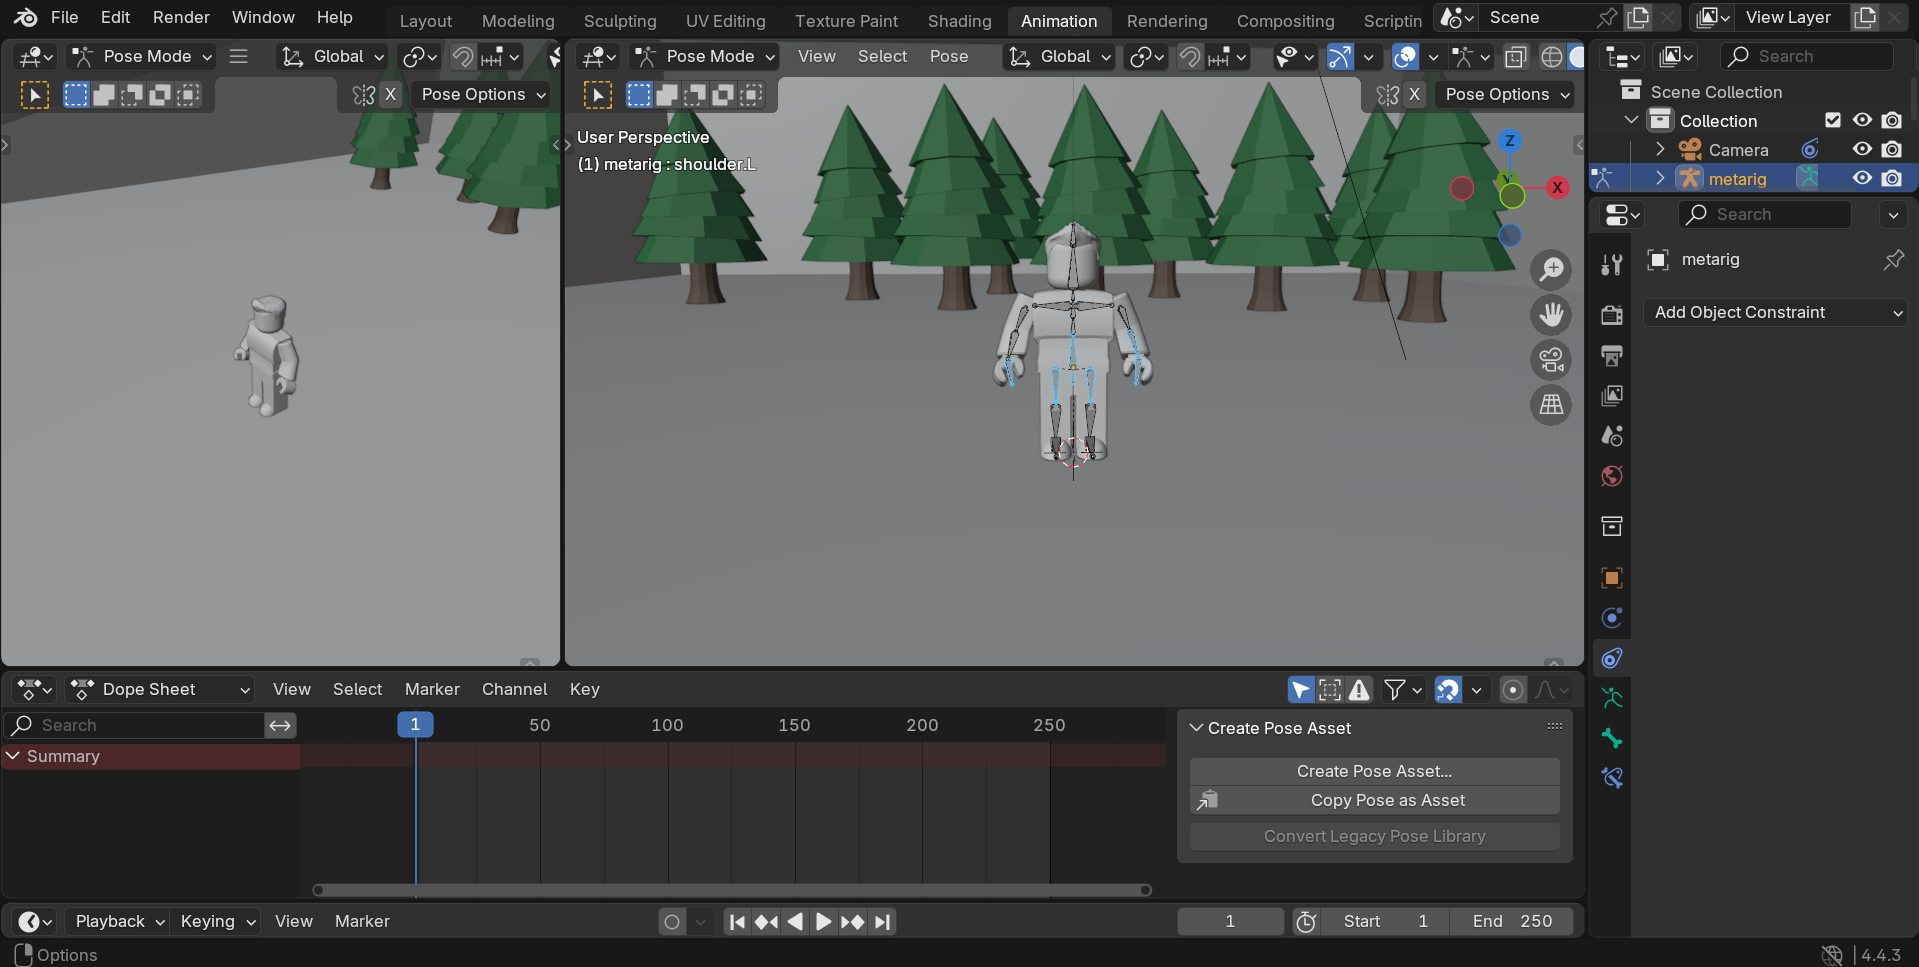 File Edit Render Window Help Layout Modeling Sculpting UV Editing Texture Paint Shading Animation Rendering Compositing Scriptin Scene View Layer
Pose Mode Global Pose Mode View Select Pose Global Search
X Pose Options X Pose Options Scene Collection
User Perspective
(1) metarig : shoulder.L
Z
X
Collection
Camera
metarig
Search
metarig
Add Object Constraint
Dope Sheet View Select Marker Channel Key
Search 1 50 100 150 200 250
Summary
Create Pose Asset
Create Pose Asset...
Copy Pose as Asset
Convert Legacy Pose Library
Playback Keying View Marker 1 Start 1 End 250
Options 4.4.3